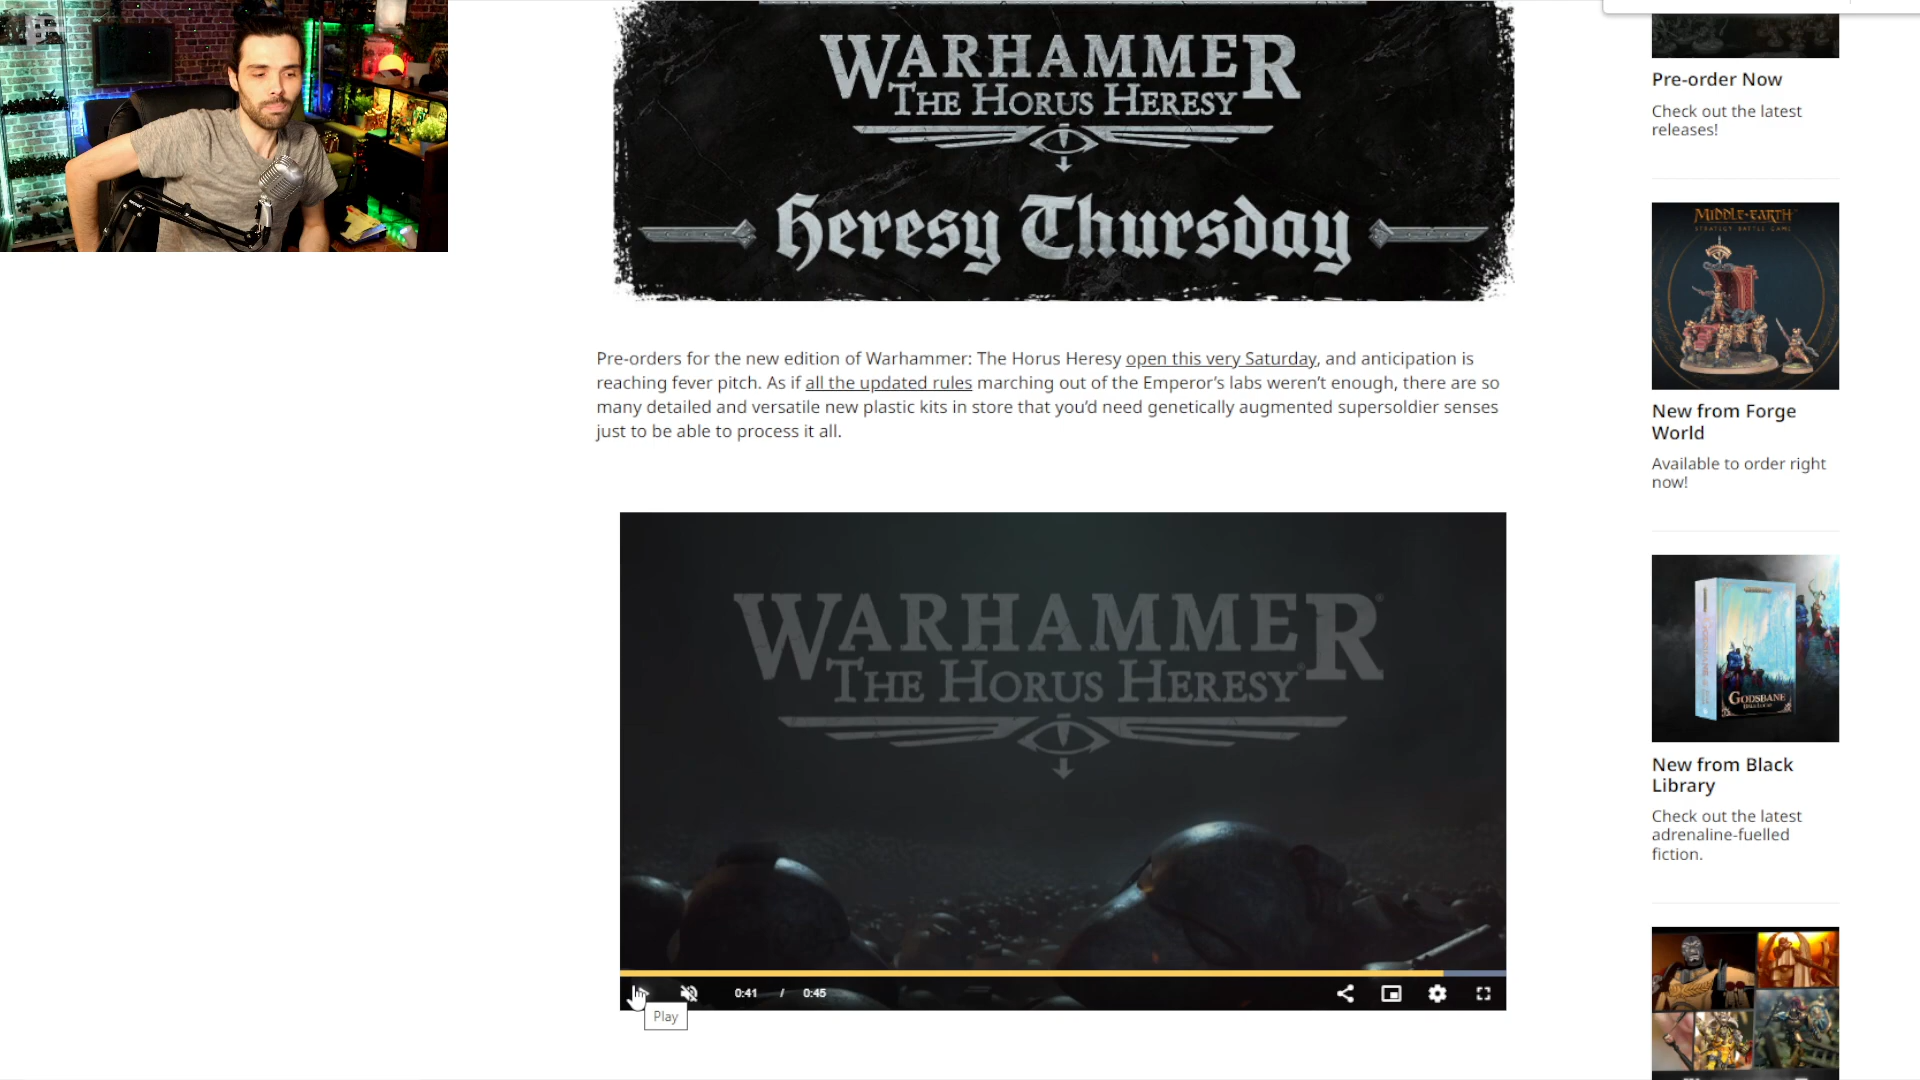 WARHAMMER
THE HORUS HERESY
Heresy Thursday
Pre-orders for the new edition of Warhammer: The Horus Heresy open this very Saturday, and anticipation is
reaching fever pitch. As if all the updated rules marching out of the Emperor’s labs weren’t enough, there are so
many detailed and versatile new plastic kits in store that you’d need genetically augmented supersoldier senses
just to be able to process it all.
WARHAMMER®
THE HORUS HERESY®
0:41 / 0:45
Play
Pre-order Now
Check out the latest
releases!
MIDDLE-EARTH
STRATEGY BATTLE GAME
New from Forge
World
Available to order right
now!
GODSBANE
New from Black
Library
Check out the latest
adrenaline-fuelled
fiction.